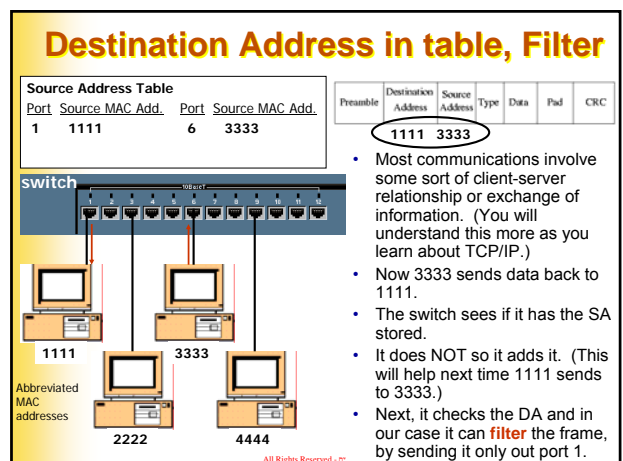 Destination Address in table, Filter
Source Address Table
Port Source MAC Add. Port Source MAC Add.
1 1111 6 3333
Preamble Destination Address Source Address Type Data Pad CRC
1111 3333
switch
10BaseT
1 2 3 4 5 6 7 8 9 10 11 12
1111 3333
Abbreviated
MAC
addresses
2222 4444
• Most communications involve
some sort of client-server
relationship or exchange of
information. (You will
understand this more as you
learn about TCP/IP.)
• Now 3333 sends data back to
1111.
• The switch sees if it has the SA
stored.
• It does NOT so it adds it. (This
will help next time 1111 sends
to 3333.)
• Next, it checks the DA and in
our case it can filter the frame,
by sending it only out port 1.
All Rights Reserved -